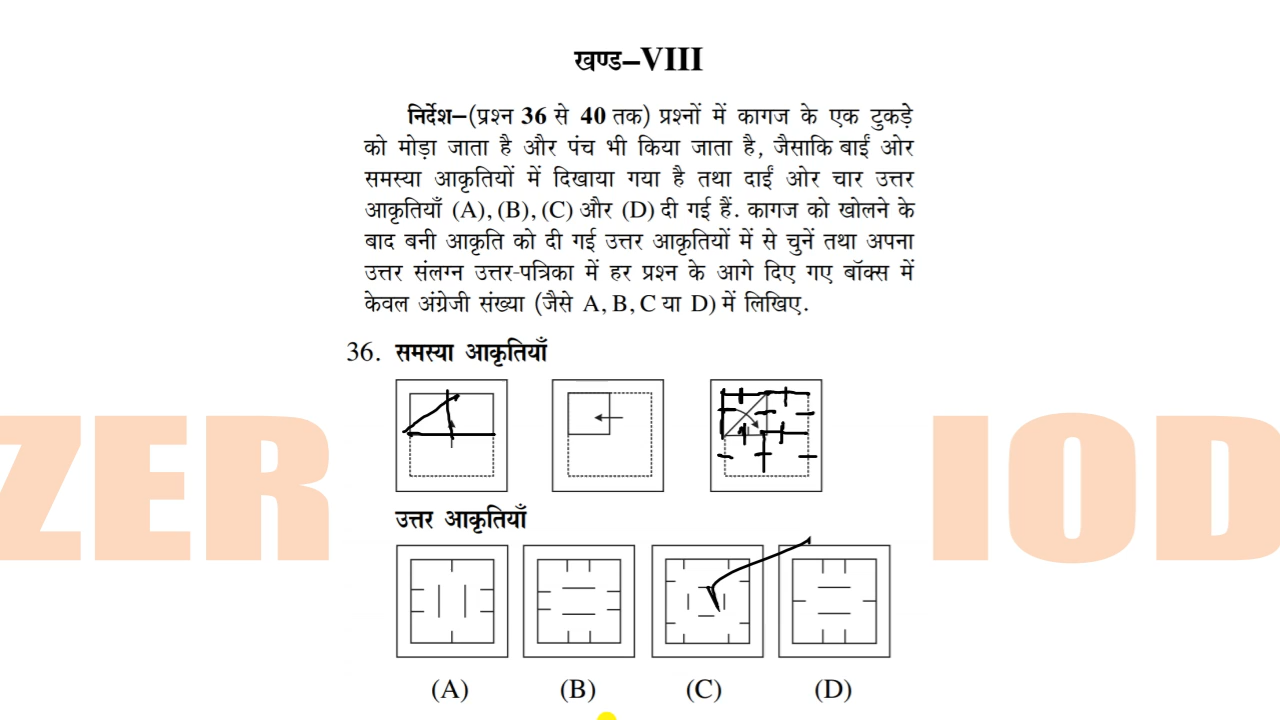 खण्ड–VIII
निर्देश–(प्रश्न 36 से 40 तक) प्रश्नों में कागज के एक टुकड़े
को मोड़ा जाता है और पंच भी किया जाता है, जैसाकि बाईं ओर
समस्या आकृतियों में दिखाया गया है तथा दाईं ओर चार उत्तर
आकृतियाँ (A), (B), (C) और (D) दी गई हैं. कागज को खोलने के
बाद बनी आकृति को दी गई उत्तर आकृतियों में से चुनें तथा अपना
उत्तर संलग्न उत्तर-पत्रिका में हर प्रश्न के आगे दिए गए बॉक्स में
केवल अंग्रेजी संख्या (जैसे A, B, C या D) में लिखिए.
36. समस्या आकृतियाँ
ZER IOD
उत्तर आकृतियाँ
(A) (B) (C) (D)